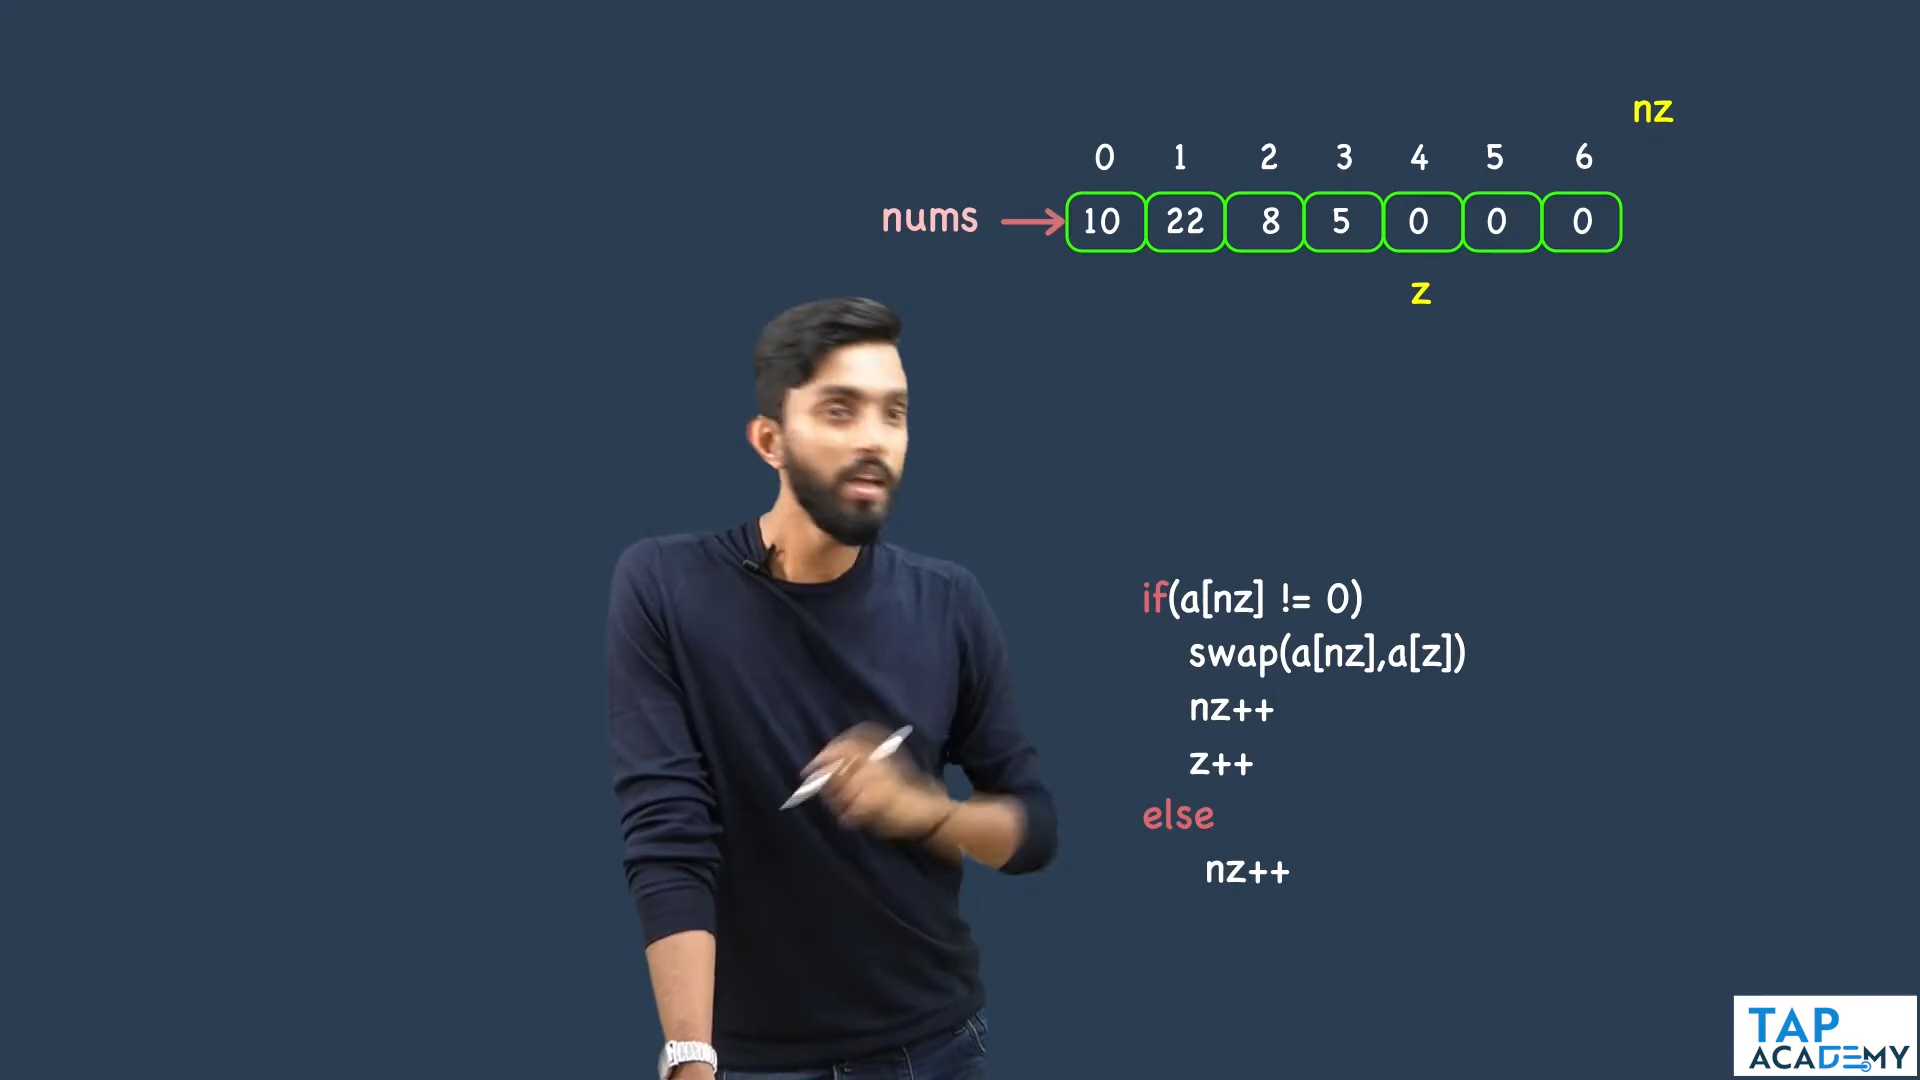 nz
0 1 2 3 4 5 6
nums 10 22 8 5 0 0 0
z
if(a[nz] != 0)
swap(a[nz],a[z])
nz++
z++
else
nz++
TAP
ACADEMY